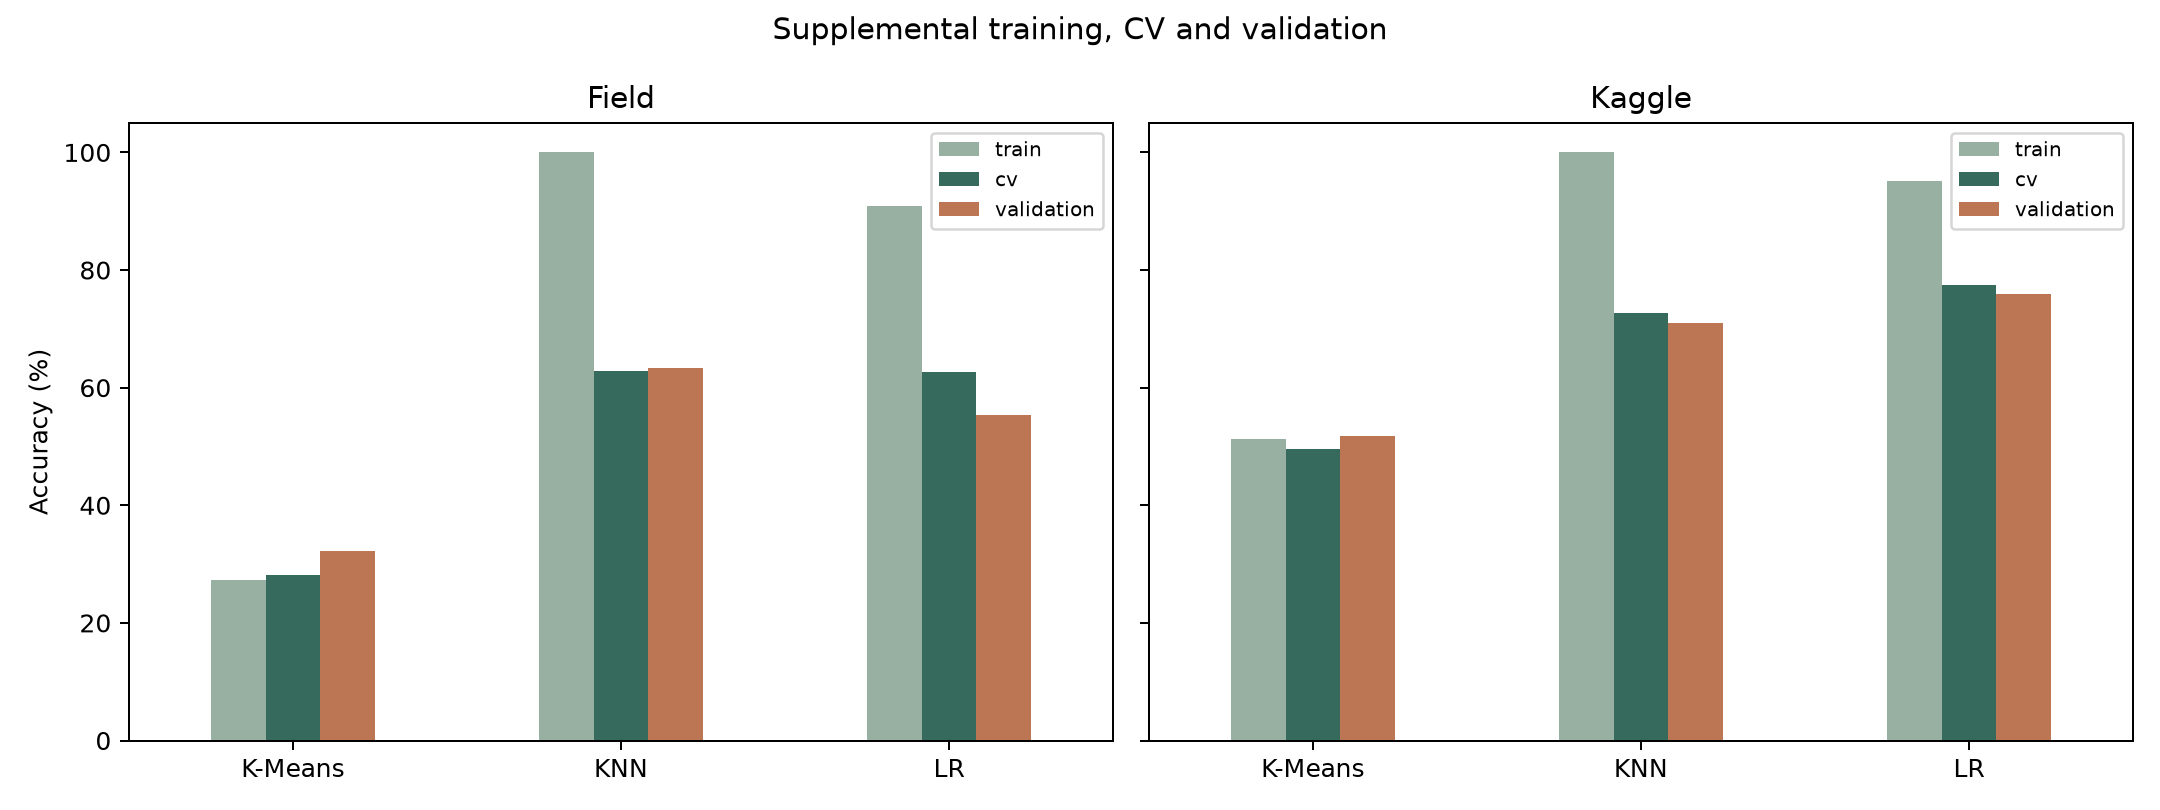 Supplemental training, CV and validation
Field
Accuracy (%)
100
80
60
40
20
0
train
cv
validation
K-Means
KNN
LR
Kaggle
train
cv
validation
K-Means
KNN
LR